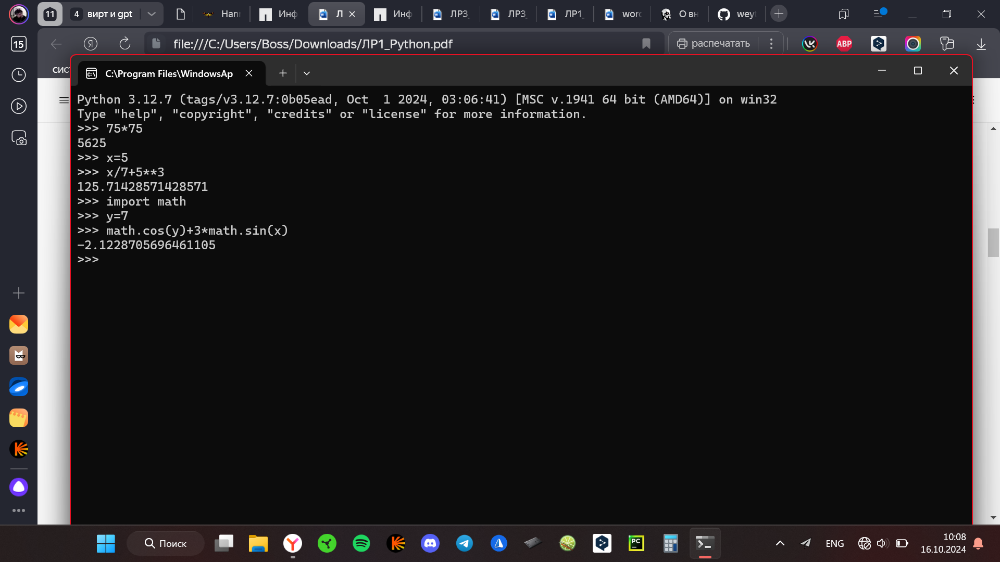 11
4 вирт и gpt
Han
Инф
Л
Инф
ЛР3_
ЛР3_
ЛР1_
wor
О вн
wey
15
Я
file:///C:/Users/Boss/Downloads/ЛР1_Python.pdf
распечатать
ABP
сис
C:\Program Files\WindowsAp
Python 3.12.7 (tags/v3.12.7:0b05ead, Oct  1 2024, 03:06:41) [MSC v.1941 64 bit (AMD64)] on win32
Type "help", "copyright", "credits" or "license" for more information.
>>> 75*75
5625
>>> x=5
>>> x/7+5**3
125.71428571428571
>>> import math
>>> y=7
>>> math.cos(y)+3*math.sin(x)
-2.1228705696461105
>>>
Поиск
PC
ENG
10:08
16.10.2024